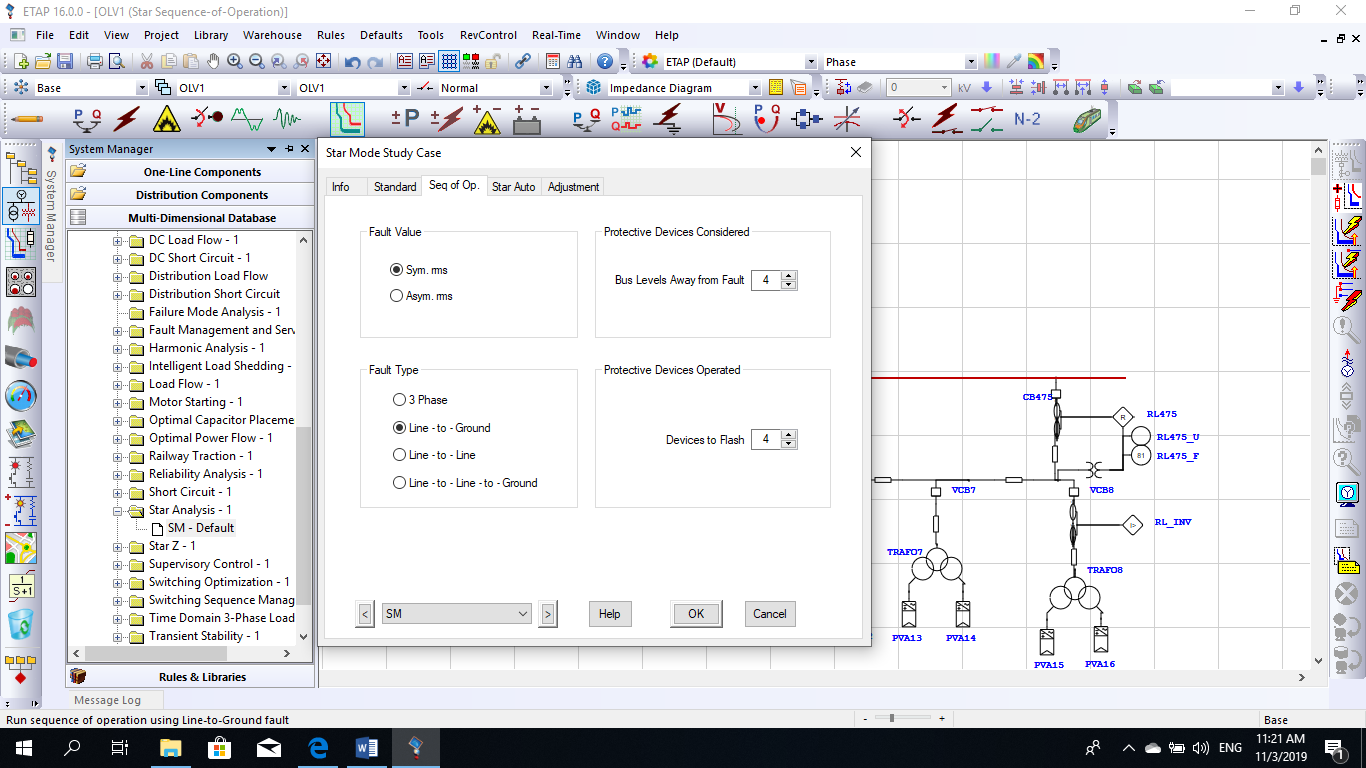 ETAP 16.0.0 - [OLV1 (Star Sequence-of-Operation)]
File Edit View Project Library Warehouse Rules Defaults Tools RevControl Real-Time Window Help
ETAP (Default) Phase
Base OLV1 OLV1 Normal Impedance Diagram 0 kV
N-2
System Manager
System Manager
One-Line Components
Distribution Components
Multi-Dimensional Database
DC Load Flow - 1
DC Short Circuit - 1
Distribution Load Flow
Distribution Short Circuit
Failure Mode Analysis - 1
Fault Management and Serv
Harmonic Analysis - 1
Intelligent Load Shedding -
Load Flow - 1
Motor Starting - 1
Optimal Capacitor Placeme
Optimal Power Flow - 1
Railway Traction - 1
Reliability Analysis - 1
Short Circuit - 1
Star Analysis - 1
SM - Default
Star Z - 1
Supervisory Control - 1
Switching Optimization - 1
Switching Sequence Manag
Time Domain 3-Phase Load
Transient Stability - 1
Rules & Libraries
Message Log
Star Mode Study Case
Info Standard Seq of Op. Star Auto Adjustment
Fault Value
Sym. rms
Asym. rms
Protective Devices Considered
Bus Levels Away from Fault 4
Fault Type
3 Phase
Line - to - Ground
Line - to - Line
Line - to - Line - to - Ground
Protective Devices Operated
Devices to Flash 4
< SM > Help OK Cancel
CB475
R RL475
RL475_U
81 RL475_F
VCB7 VCB8
I> RL_INV
TRAFO7
TRAFO8
PVA13 PVA14
PVA15 PVA16
Run sequence of operation using Line-to-Ground fault
- + Base
ENG 11:21 AM
11/3/2019
1